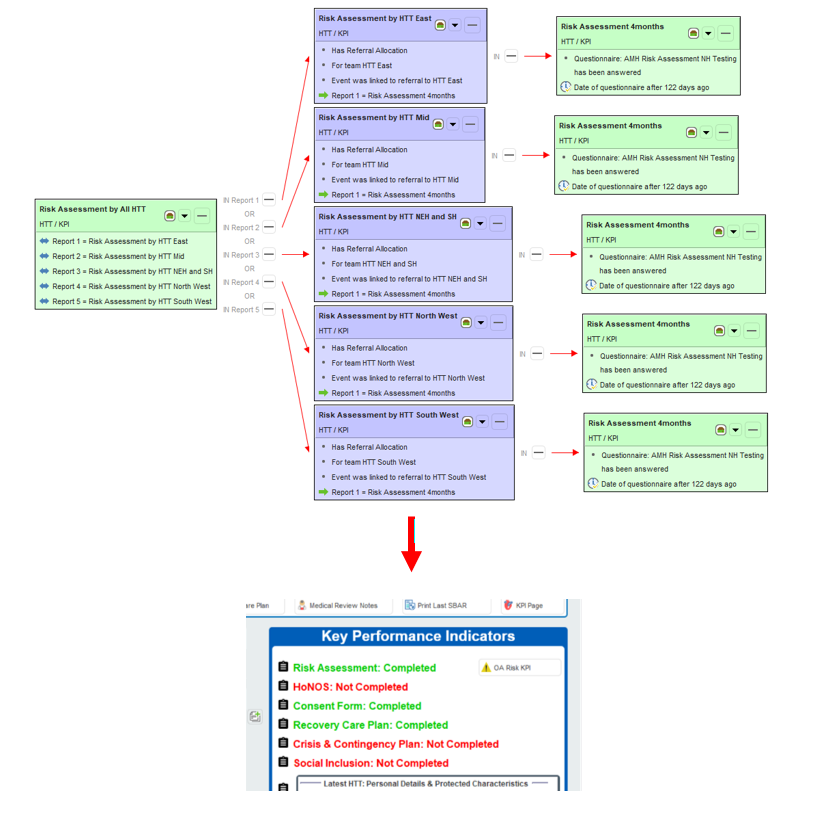 Risk Assessment by All HTT
HTT / KPI
Report 1 = Risk Assessment by HTT East
Report 2 = Risk Assessment by HTT Mid
Report 3 = Risk Assessment by HTT NEH and SH
Report 4 = Risk Assessment by HTT North West
Report 5 = Risk Assessment by HTT South West
IN Report 1
OR
IN Report 2
OR
IN Report 3
OR
IN Report 4
OR
IN Report 5
Risk Assessment by HTT East
HTT / KPI
Has Referral Allocation
For team HTT East
Event was linked to referral to HTT East
Report 1 = Risk Assessment 4months
IN
Risk Assessment 4months
HTT / KPI
Questionnaire: AMH Risk Assessment NH Testing
has been answered
Date of questionnaire after 122 days ago
Risk Assessment by HTT Mid
HTT / KPI
Has Referral Allocation
For team HTT Mid
Event was linked to referral to HTT Mid
Report 1 = Risk Assessment 4months
IN
Risk Assessment 4months
HTT / KPI
Questionnaire: AMH Risk Assessment NH Testing
has been answered
Date of questionnaire after 122 days ago
Risk Assessment by HTT NEH and SH
HTT / KPI
Has Referral Allocation
For team HTT NEH and SH
Event was linked to referral to HTT NEH and SH
Report 1 = Risk Assessment 4months
IN
Risk Assessment 4months
HTT / KPI
Questionnaire: AMH Risk Assessment NH Testing
has been answered
Date of questionnaire after 122 days ago
Risk Assessment by HTT North West
HTT / KPI
Has Referral Allocation
For team HTT North West
Event was linked to referral to HTT North West
Report 1 = Risk Assessment 4months
IN
Risk Assessment 4months
HTT / KPI
Questionnaire: AMH Risk Assessment NH Testing
has been answered
Date of questionnaire after 122 days ago
Risk Assessment by HTT South West
HTT / KPI
Has Referral Allocation
For team HTT South West
Event was linked to referral to HTT South West
Report 1 = Risk Assessment 4months
IN
Risk Assessment 4months
HTT / KPI
Questionnaire: AMH Risk Assessment NH Testing
has been answered
Date of questionnaire after 122 days ago
are Plan Medical Review Notes Print Last SBAR KPI Page
Key Performance Indicators
Risk Assessment: Completed OA Risk KPI
HoNOS: Not Completed
Consent Form: Completed
Recovery Care Plan: Completed
Crisis & Contingency Plan: Not Completed
Social Inclusion: Not Completed
Latest HTT: Personal Details & Protected Characteristics